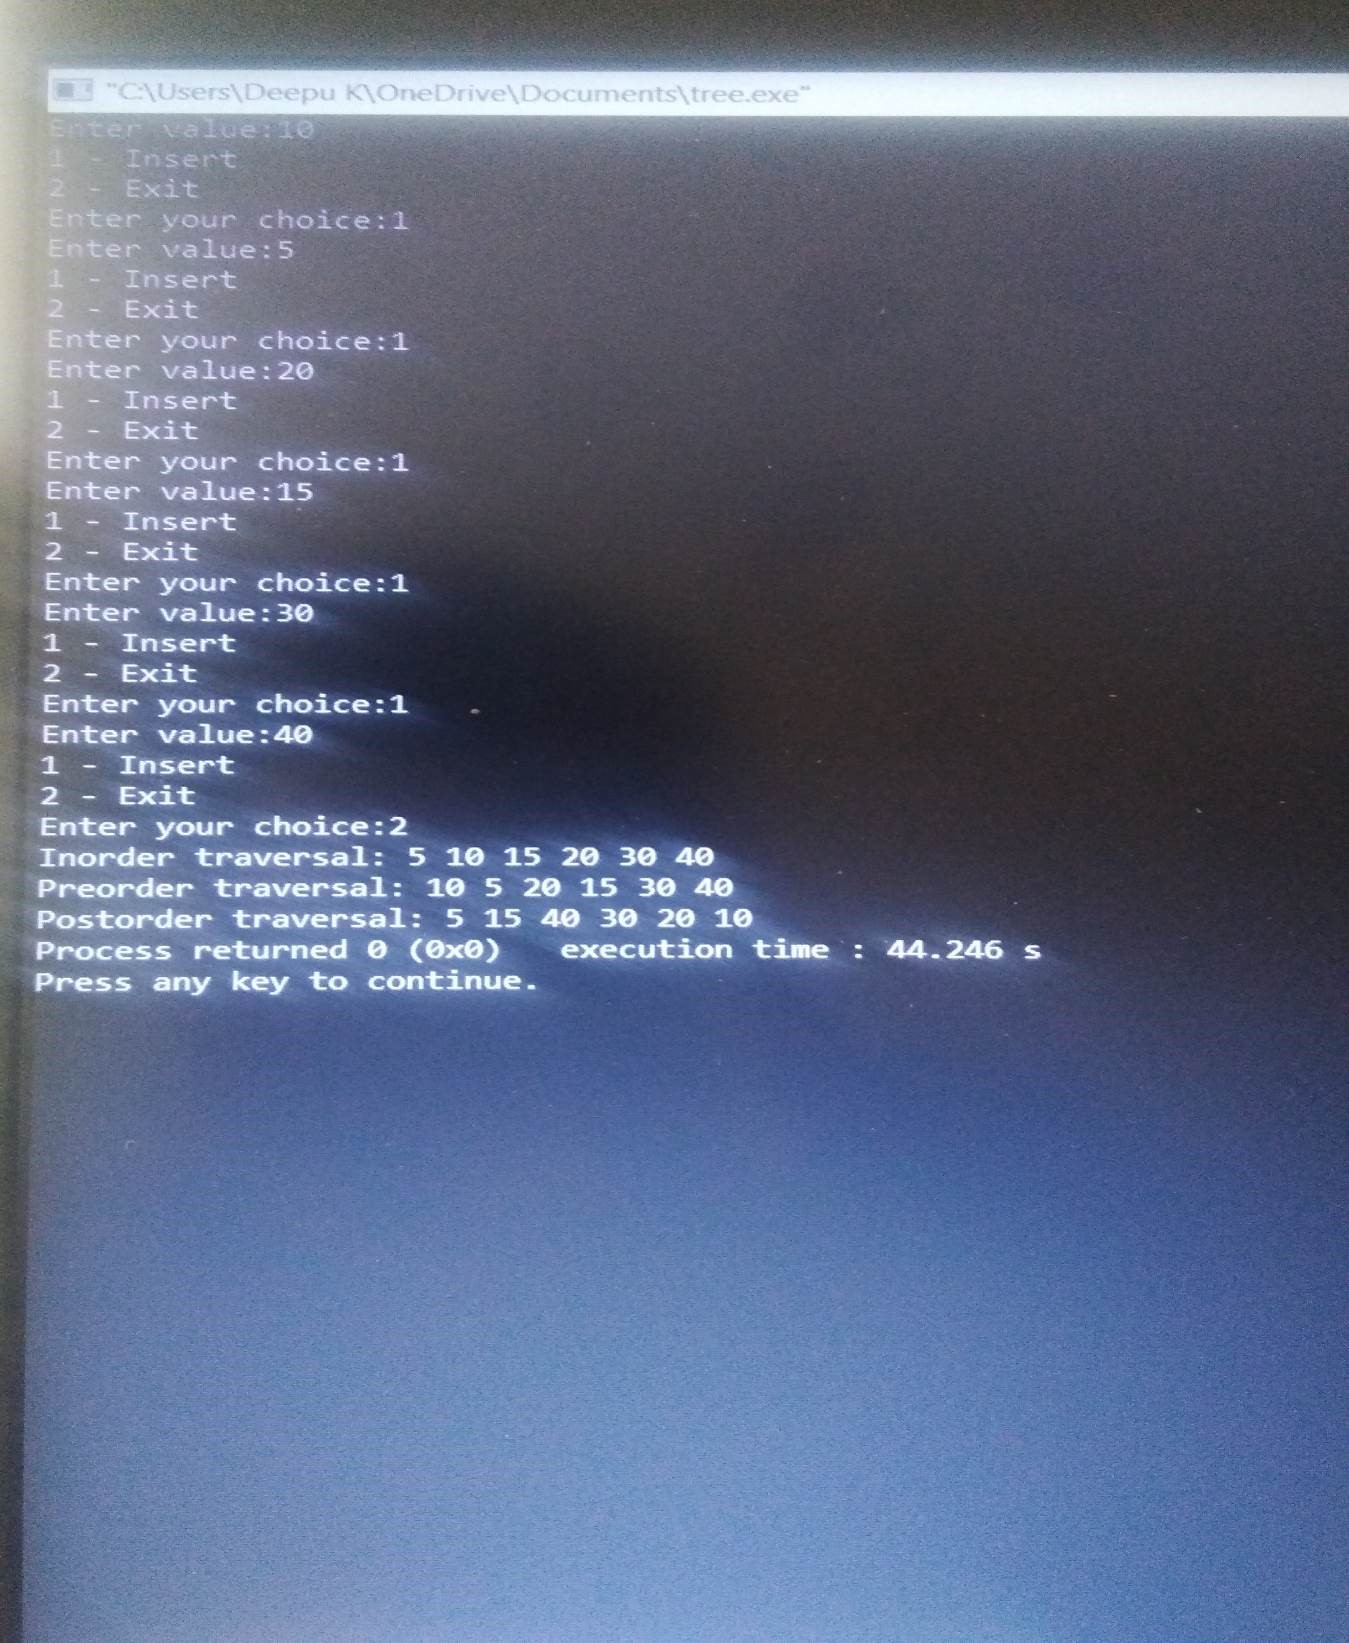 "C:\Users\Deepu K\OneDrive\Documents\tree.exe"
Enter value:10
1 - Insert
2 - Exit
Enter your choice:1
Enter value:5
1 - Insert
2 - Exit
Enter your choice:1
Enter value:20
1 - Insert
2 - Exit
Enter your choice:1
Enter value:15
1 - Insert
2 - Exit
Enter your choice:1
Enter value:30
1 - Insert
2 - Exit
Enter your choice:1
Enter value:40
1 - Insert
2 - Exit
Enter your choice:2
Inorder traversal: 5 10 15 20 30 40
Preorder traversal: 10 5 20 15 30 40
Postorder traversal: 5 15 40 30 20 10
Process returned 0 (0x0)   execution time : 44.246 s
Press any key to continue.